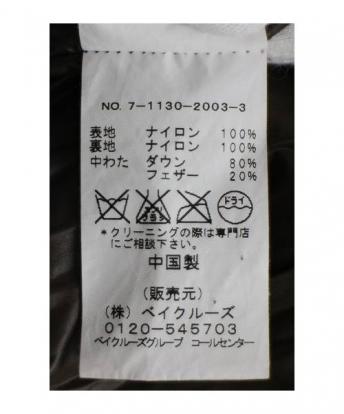 NO. 7-1130-2003-3
表地 ナイロン 100%
裏地 ナイロン 100%
中わた ダウン 80%
フェザー 20%
ドライ
*クリーニングの際は専門店
にご相談下さい。
中国製
(販売元)
(株) ベイクルーズ
0120-545703
ベイクルーズグループ コールセンター